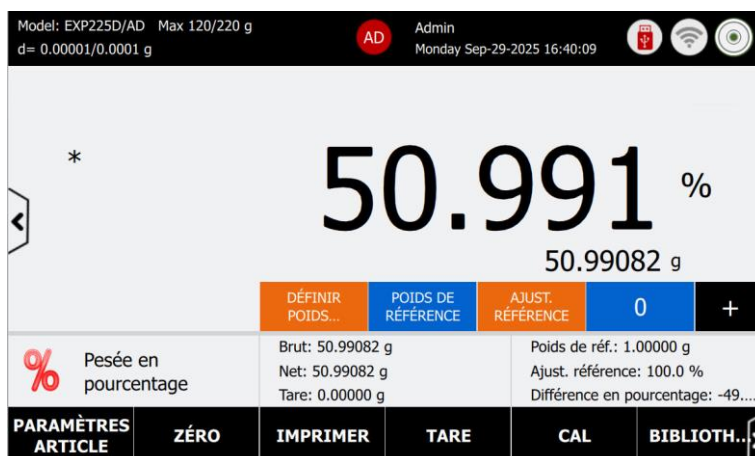 Model: EXP225D/AD Max 120/220 g
d= 0.00001/0.0001 g
AD
Admin
Monday Sep-29-2025 16:40:09
*
50.991 %
50.99082 g
DÉFINIR
POIDS...
POIDS DE
RÉFÉRENCE
AJUST.
RÉFÉRENCE
0
+
%
Pesée en
pourcentage
Brut: 50.99082 g
Net: 50.99082 g
Tare: 0.00000 g
Poids de réf.: 1.00000 g
Ajust. référence: 100.0 %
Différence en pourcentage: -49....
PARAMÈTRES
ARTICLE
ZÉRO
IMPRIMER
TARE
CAL
BIBLIOTH...